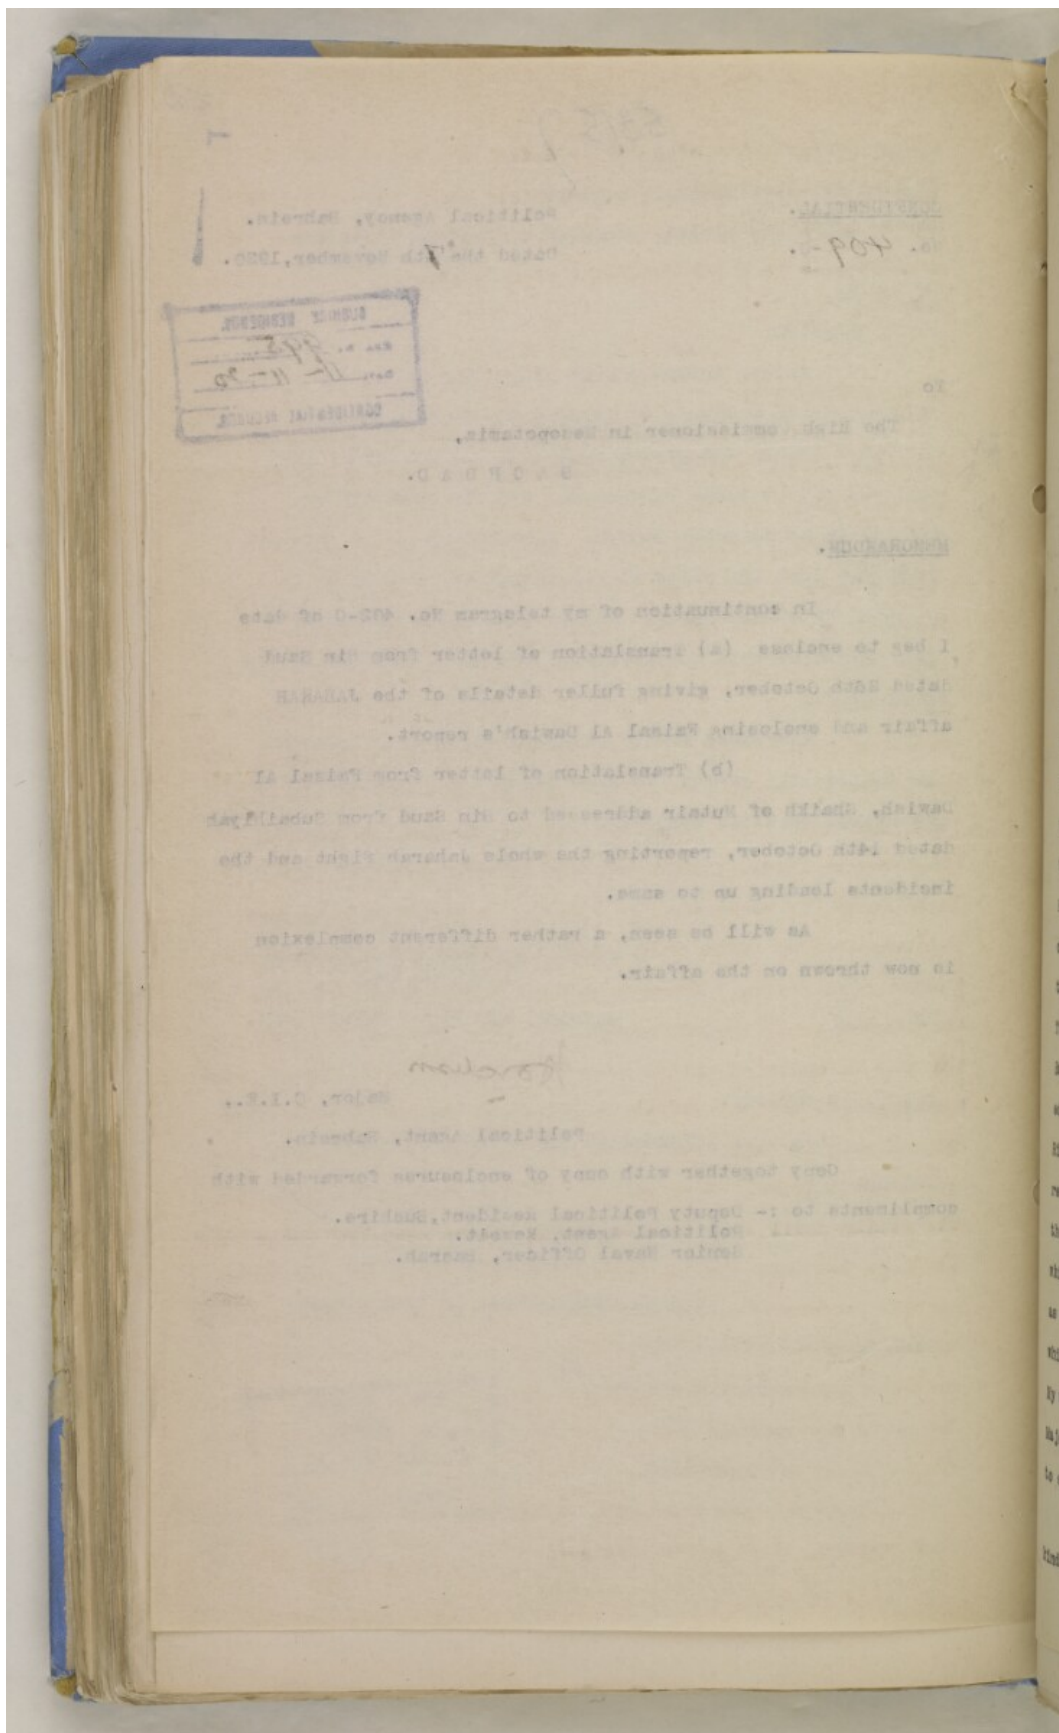 CONFIDENTIAL.
No. 409-C.
Political Agency, Bahrein.
Dated the 7th November, 1920.
BUSHIRE RESIDENCY.
995
11-20
CONFIDENTIAL RECORDS
To
The High Commissioner in Mesopotamia,
BAGHDAD.
MEMORANDUM.
In continuation of my telegram No. 402-C of date
I beg to enclose (a) Translation of letter from Bin Saud
dated October, giving fuller details of the JAHARAH
affair and enclosing Faisal Al Dawish's report.
(b) Translation of letter from Faisal Al
Dawish, Shaikh of Mutair addressed to Bin Saud from Subaihiyah
dated 14th October, reporting the whole Jaharah fight and the
incidents leading up to same.
As will be seen, a rather different complexion
is now thrown on the affair.
Major, C.I.E.,
Political Agent, Bahrein.
Copy together with copy of enclosures forwarded with
compliments to :- Deputy Political Resident, Bushire.
Political Agent, Koweit.
Senior Naval Officer, Basrah.